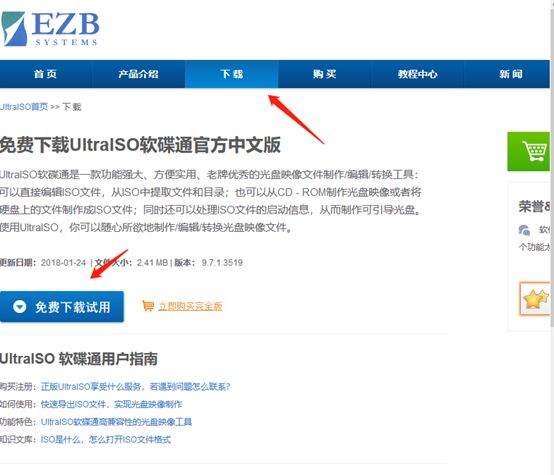 EZB
SYSTEMS
首 页 产品介绍 下 载 购 买 教程中心 新 闻
UltraISO首页 >> 下 载
免费下载UltraISO软碟通官方中文版
UltraISO软碟通是一款功能强大、方便实用、老牌优秀的光盘映像文件制作/编辑/转换工具:
可以直接编辑ISO文件，从ISO中提取文件和目录；也可以从CD - ROM制作光盘映像或者将
硬盘上的文件制作成ISO文件；同时还可以处理ISO文件的启动信息，从而制作可引导光盘。
使用UltraISO，你可以随心所欲地制作/编辑/转换光盘映像文件。
更新日期: 2018-01-24 | 文件大小: 2.41 MB | 版本: 9.7.1.3519
免费下载试用
立即购买完全版
UltraISO 软碟通用户指南
购买注册: 正版UltraISO享受什么服务，若遇到问题怎么联系?
如何使用: 快速导出ISO文件，实现光盘映像制作
功能特色: UltraISO软碟通高兼容性的光盘映像工具
知识文库: ISO是什么，怎么打开ISO文件格式
荣誉&
软
个功能太